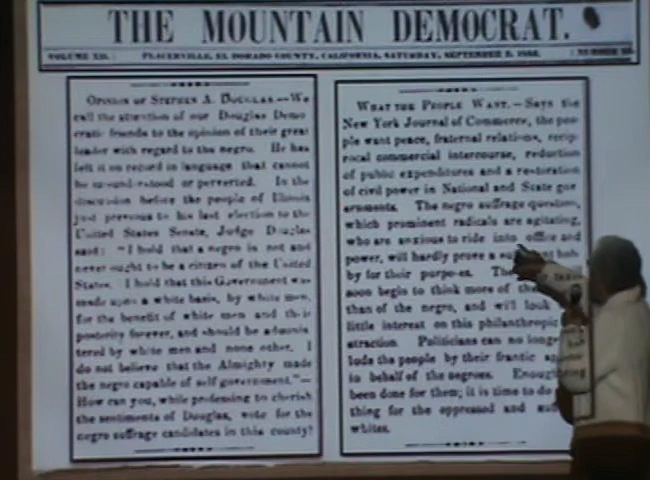 THE MOUNTAIN DEMOCRAT.
VOLUME XII. PLACERVILLE, EL DORADO COUNTY, CALIFORNIA, SATURDAY, SEPTEMBER
OPINION OF STEPHEN A. DOUGLAS.—We
call the attention of our Douglas Demo
cratic friends to the opinion of their great
leader with regard to the negro. He has
left it on record in language that cannot
be or perverted. In the
discussion before the people of Illinois
just previous to his last election to the
United States Senate, Judge Douglas
said: "I hold that a negro is not and
never ought to be a citizen of the United
States. I hold that this Government was
made upon a white basis, by white men,
for the benefit of white men and their
posterity forever, and should be adminis
tered by white men and none other. I
do not believe that the Almighty made
the negro capable of self government."—
How can you, while professing to cherish
the sentiments of Douglas, vote for the
negro suffrage candidates in this county?
WHAT THE PEOPLE WANT.—Says the
New York Journal of Commerce, the peo-
ple want peace, fraternal relations, recip
rocal commercial intercourse, reduction
of public expenditures and a restoration
of civil power in National and State gov
ernments. The negro suffrage question,
which prominent radicals are agitating,
who are anxious to ride into office and
power, will hardly prove a hob
by for their purposes.
soon begin to think more of
than of the negro, and will look
little interest on this philanthropic
attraction. Politicians can no
lude the people by their frantic
in behalf of the negroes. Enough
been done for them; it is time to do
thing for the oppressed and
whites.